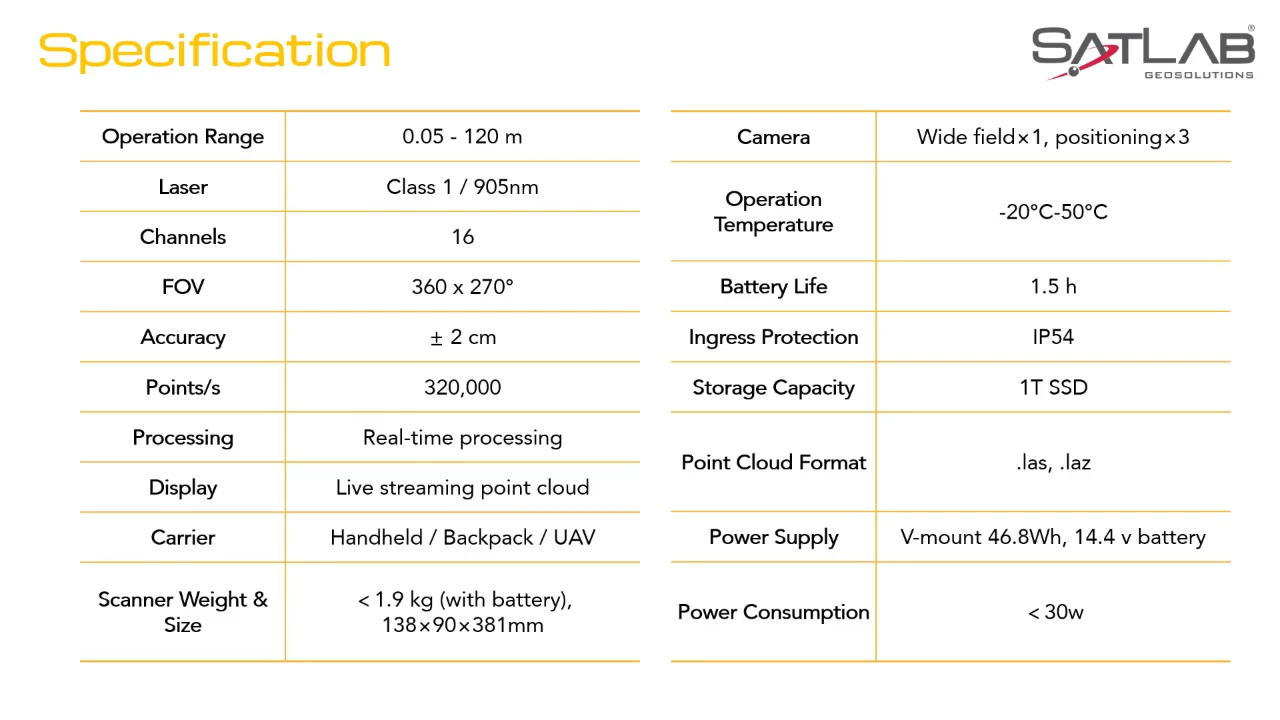 Specification
SATLAB®
GEOSOLUTIONS
Operation Range 0.05 - 120 m
Laser Class 1 / 905nm
Channels 16
FOV 360 x 270°
Accuracy ± 2 cm
Points/s 320,000
Processing Real-time processing
Display Live streaming point cloud
Carrier Handheld / Backpack / UAV
Scanner Weight &
Size
< 1.9 kg (with battery),
138×90×381mm
Camera Wide field×1, positioning×3
Operation
Temperature
-20°C-50°C
Battery Life 1.5 h
Ingress Protection IP54
Storage Capacity 1T SSD
Point Cloud Format .las, .laz
Power Supply V-mount 46.8Wh, 14.4 v battery
Power Consumption < 30w